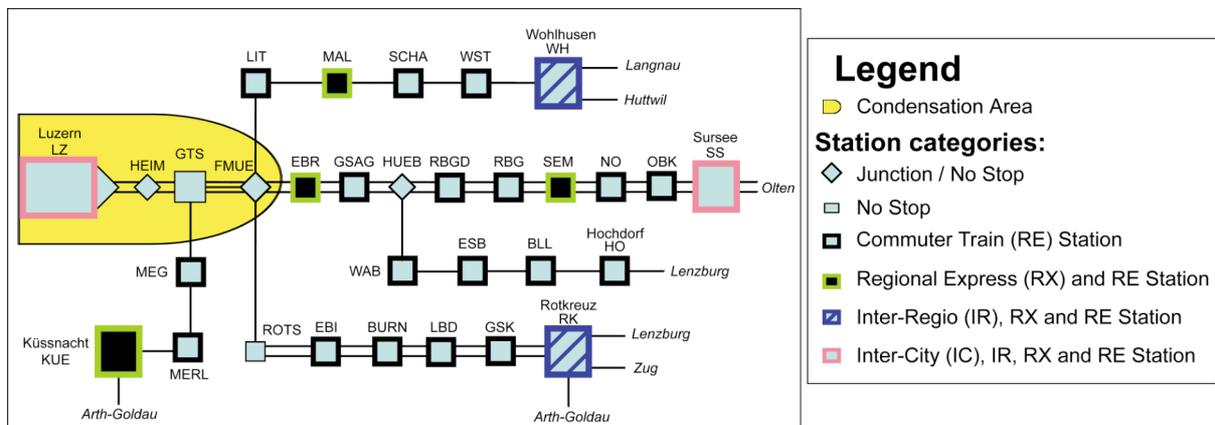 Wohlhusen
WH
LIT
MAL
SCHA
WST
Langnau
Huttwil
Luzern
LZ
HEIM
GTS
FMUE
EBR
GSAG
HUEB
RBGD
RBG
SEM
NO
OBK
Sursee
SS
Olten
MEG
WAB
ESB
BLL
Hochdorf
HO
Lenzburg
Küssnacht
KUE
MERL
Arth-Goldau
ROTS
EBI
BURN
LBD
GSK
Rotkreuz
RK
Lenzburg
Zug
Arth-Goldau
Legend
Condensation Area
Station categories:
Junction / No Stop
No Stop
Commuter Train (RE) Station
Regional Express (RX) and RE Station
Inter-Regio (IR), RX and RE Station
Inter-City (IC), IR, RX and RE Station